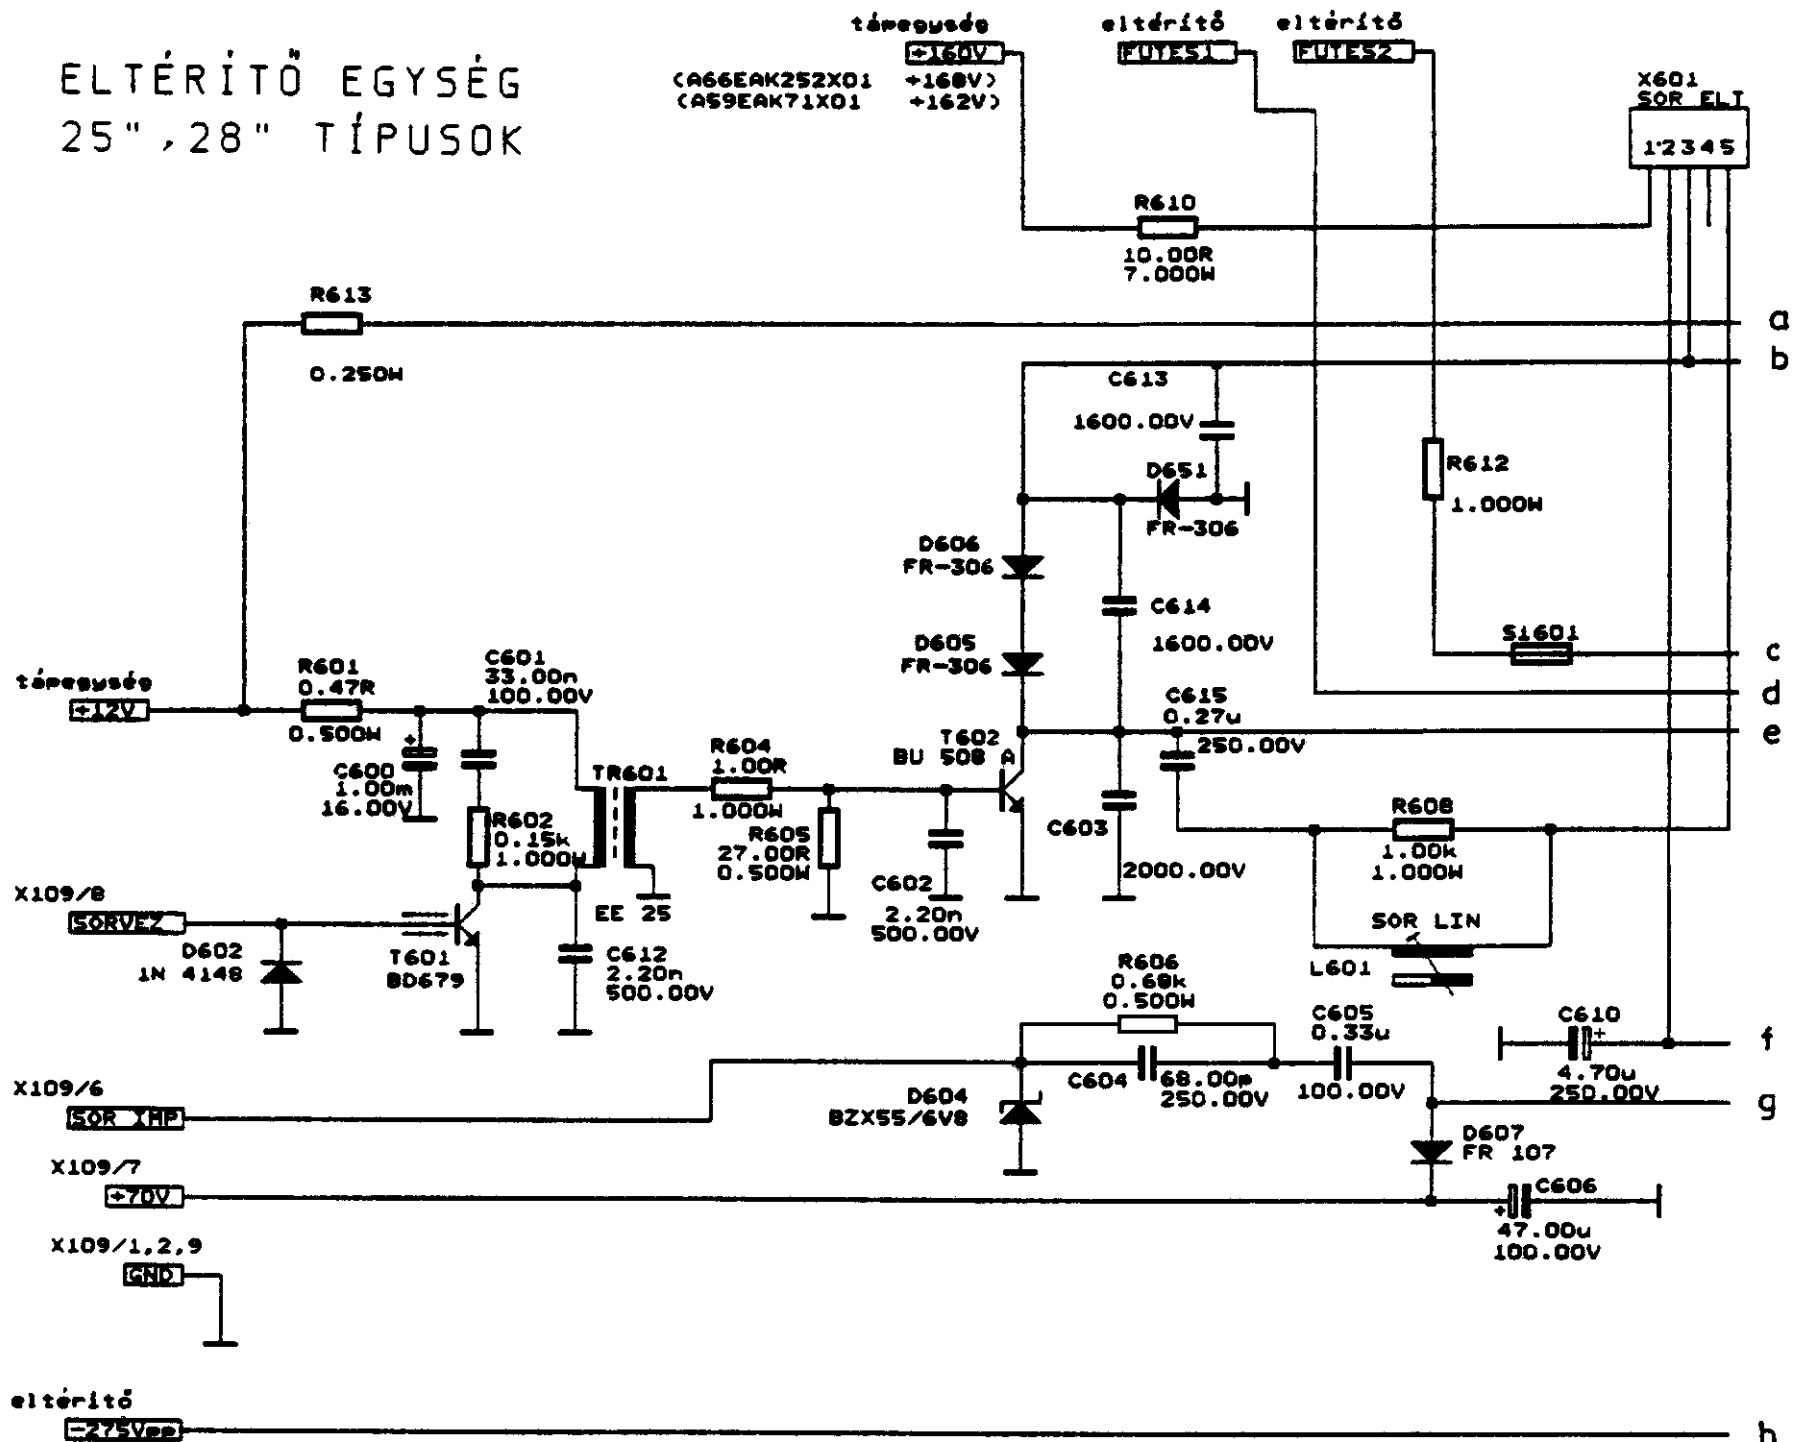 ELTÉRÍTŐ EGYSÉG
25", 28" TÍPUSOK
tápegység
+160V
(A66EAK252X01 +168V)
(A59EAK71X01 +162V)
eltérítő
FUTES1
eltérítő
FUTES2
X601
SOR ELT
1 2 3 4 5
R610
10.00R
7.000W
R613
0.250W
a
b
C613
1600.00V
D651
FR-306
R612
1.000W
D606
FR-306
C614
1600.00V
D605
FR-306
Si601
c
d
e
tápegység
+12V
R601
0.47R
0.500W
C601
33.00n
100.00V
C600
1.00m
16.00V
+
R602
0.15k
1.000W
TR601
EE 25
R604
1.00R
1.000W
R605
27.00R
0.500W
T602
BU 508 A
C602
2.20n
500.00V
C603
2000.00V
C615
0.27u
250.00V
R608
1.00k
1.000W
SOR LIN
L601
X109/8
SORVEZ
D602
1N 4148
T601
BD679
C612
2.20n
500.00V
R606
0.68k
0.500W
C605
0.33u
100.00V
C604
68.00p
250.00V
C610
+
4.70u
250.00V
f
g
X109/6
SOR IMP
D604
BZX55/6V8
D607
FR 107
X109/7
+70V
C606
+
47.00u
100.00V
X109/1,2,9
GND
eltérítő
-275Vpp
h